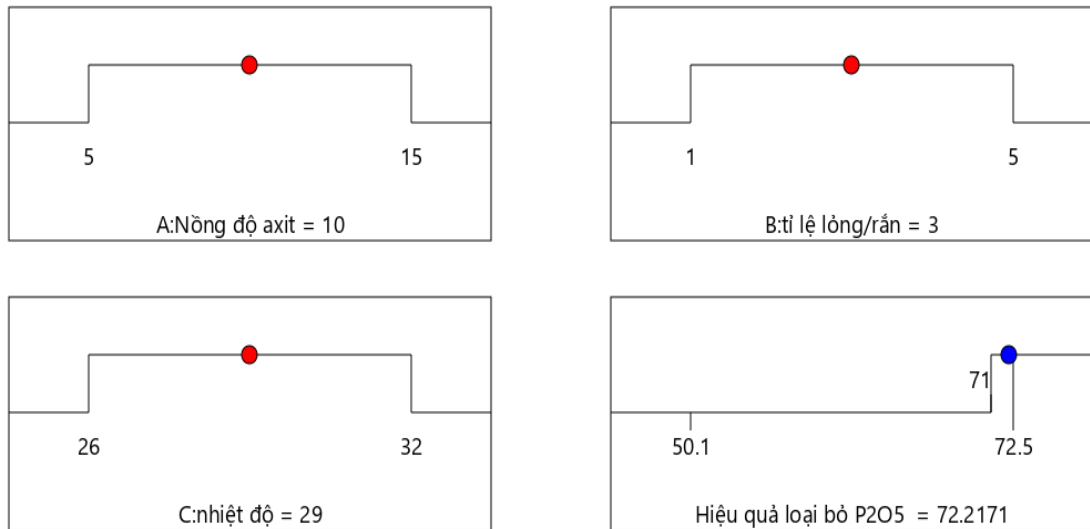 5 15
A:Nồng độ axit = 10
1 5
B:tỉ lệ lỏng/rắn = 3
26 32
C:nhiệt độ = 29
71
50.1 72.5
Hiệu quả loại bỏ P2O5 = 72.2171